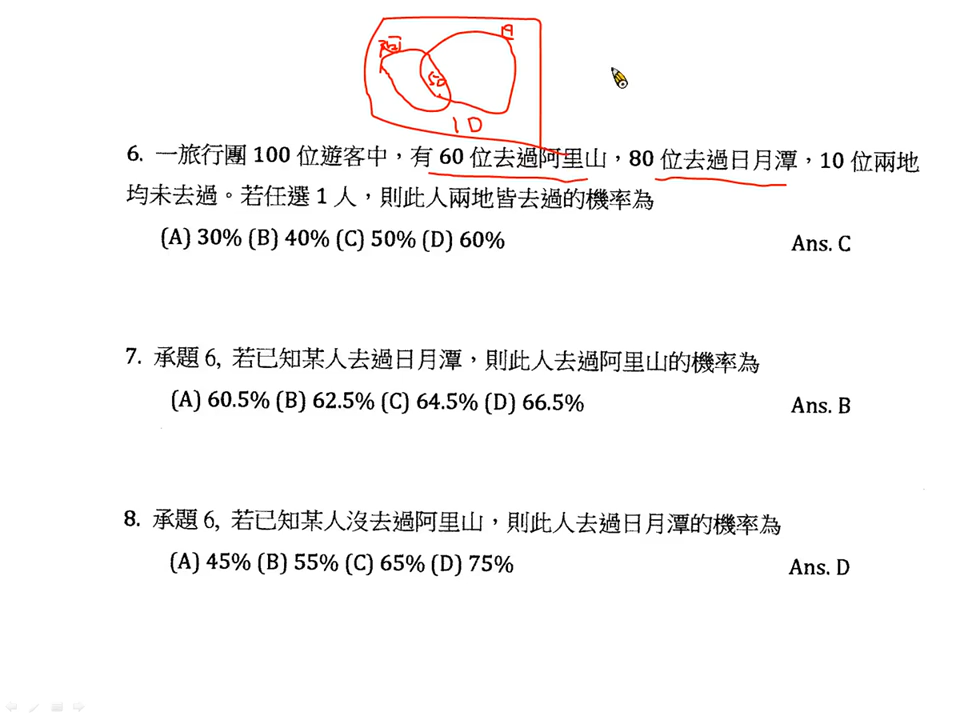 阿
日
50
10
6. 一旅行團 100 位遊客中，有 60 位去過阿里山，80 位去過日月潭，10 位兩地
均未去過。若任選 1 人，則此人兩地皆去過的機率為
(A) 30% (B) 40% (C) 50% (D) 60% Ans. C
7. 承題 6, 若已知某人去過日月潭，則此人去過阿里山的機率為
(A) 60.5% (B) 62.5% (C) 64.5% (D) 66.5% Ans. B
8. 承題 6, 若已知某人沒去過阿里山，則此人去過日月潭的機率為
(A) 45% (B) 55% (C) 65% (D) 75% Ans. D